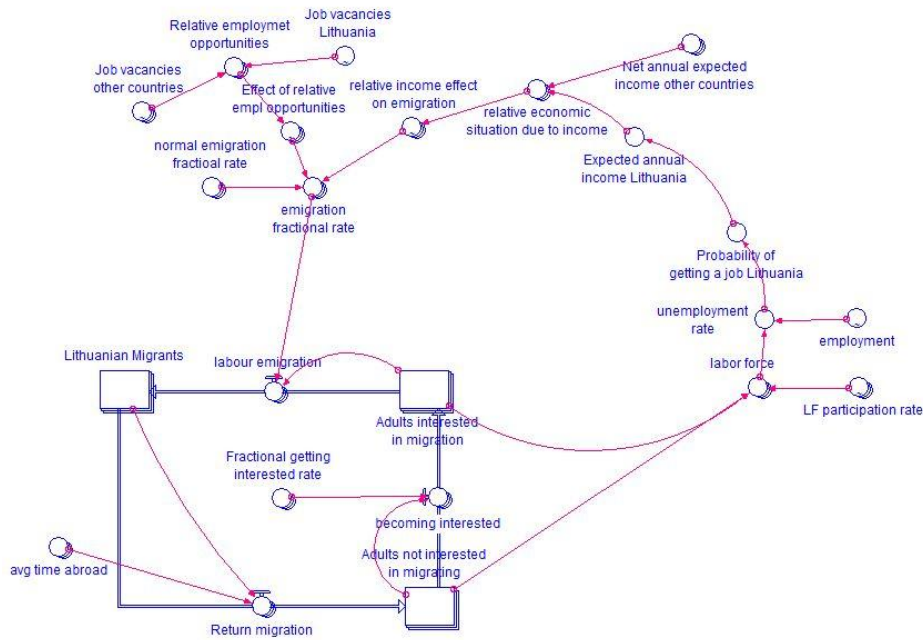 Job vacancies
Lithuania
Relative employmet
opportunities
Job vacancies
other countries
Effect of relative
empl opportunities
relative income effect
on emigration
Net annual expected
income other countries
relative economic
situation due to income
normal emigration
fractioal rate
Expected annual
income Lithuania
emigration
fractional rate
Probability of
getting a job Lithuania
unemployment
rate
employment
Lithuanian Migrants
labour emigration
labor force
LF participation rate
Adults interested
in migration
Fractional getting
interested rate
becoming interested
Adults not interested
in migrating
avg time abroad
Return migration